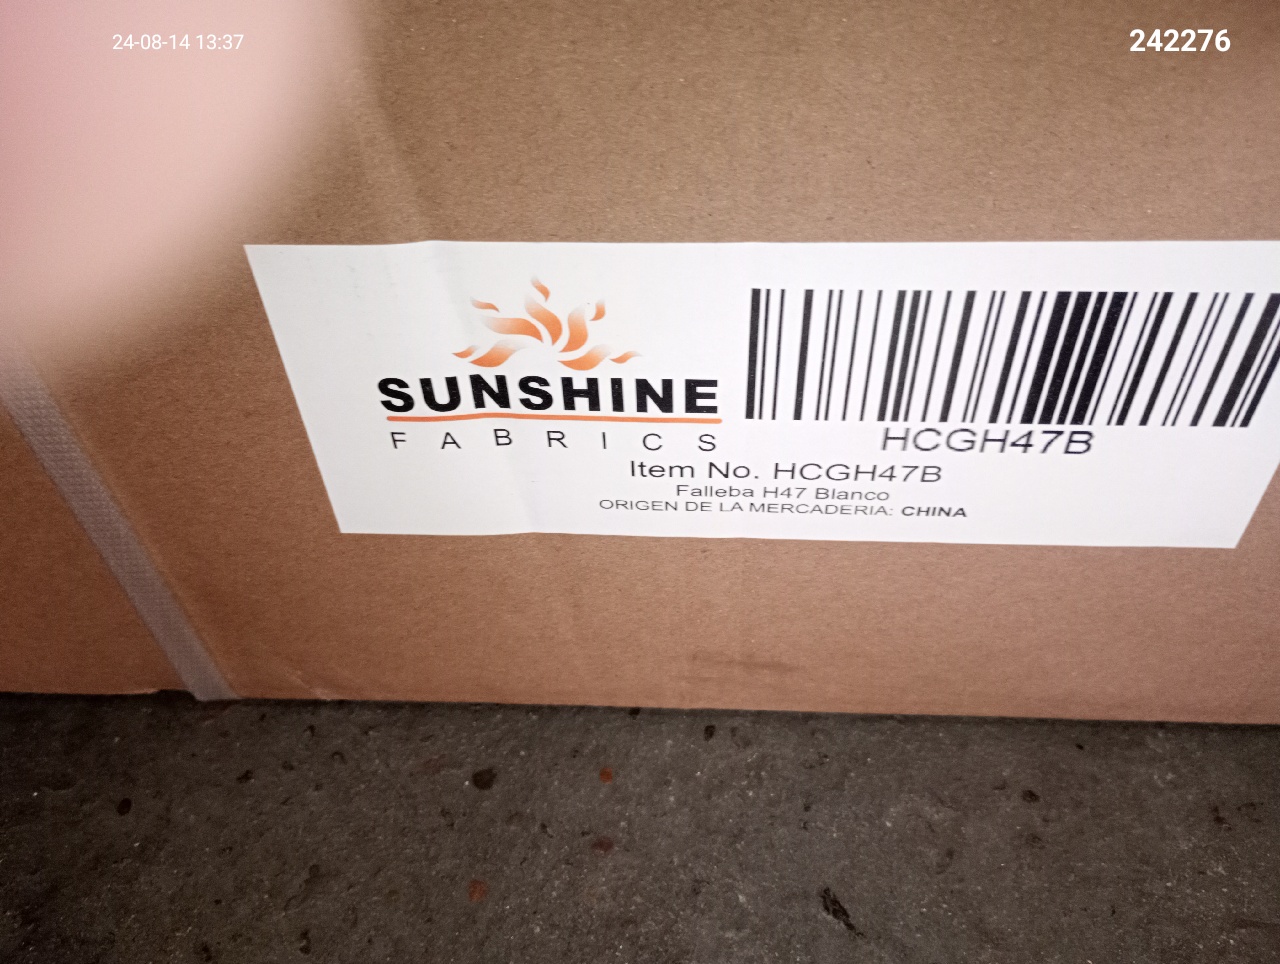 24-08-14 13:37
242276
SUNSHINE
FABRICS
HCGH47B
Item No. HCGH47B
Falleba H47 Blanco
ORIGEN DE LA MERCADERIA: CHINA